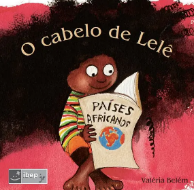 O cabelo de Lelê
PAÍSES
AFRICANOS
ibep
Valéria Belém